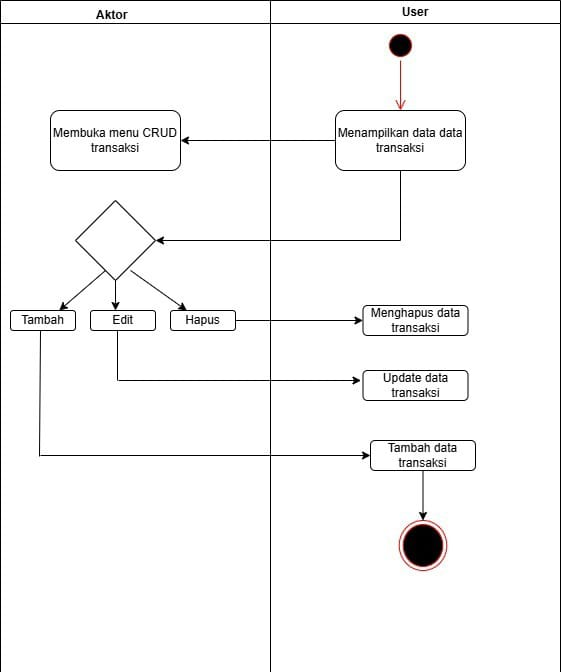 Aktor
User
Membuka menu CRUD
transaksi
Menampilkan data data
transaksi
Tambah
Edit
Hapus
Menghapus data
transaksi
Update data
transaksi
Tambah data
transaksi